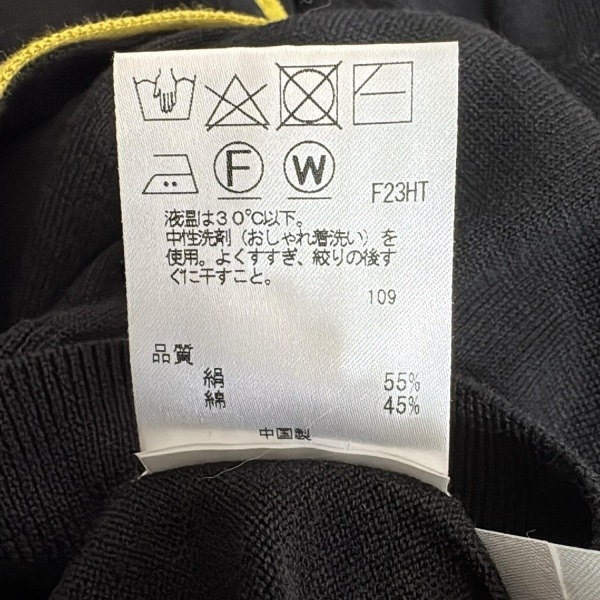 F W
F23HT
液温は30℃以下。
中性洗剤（おしゃれ着洗い）を
使用。よくすすぎ、絞りの後す
ぐに干すこと。
109
品質
絹 55%
綿 45%
中国製